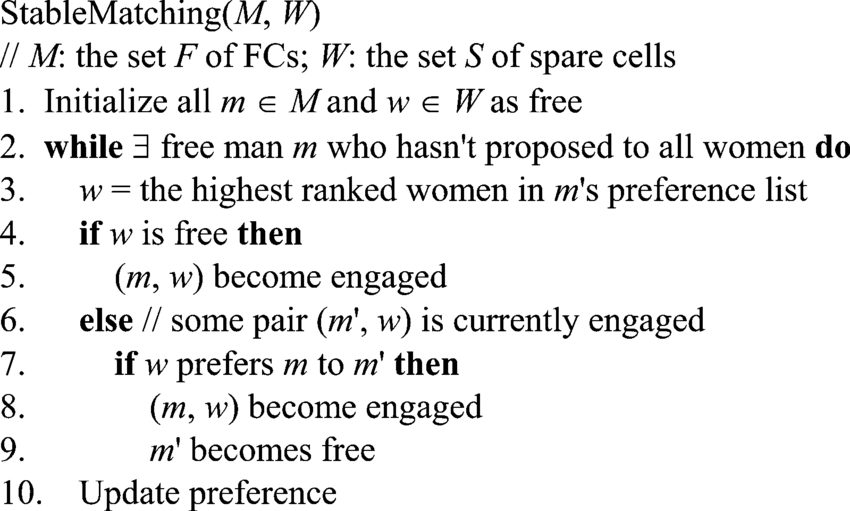 StableMatching(M, W)
// M: the set F of FCs; W: the set S of spare cells
1. Initialize all m ∈ M and w ∈ W as free
2. while ∃ free man m who hasn't proposed to all women do
3. w = the highest ranked women in m's preference list
4. if w is free then
5. (m, w) become engaged
6. else // some pair (m', w) is currently engaged
7. if w prefers m to m' then
8. (m, w) become engaged
9. m' becomes free
10. Update preference